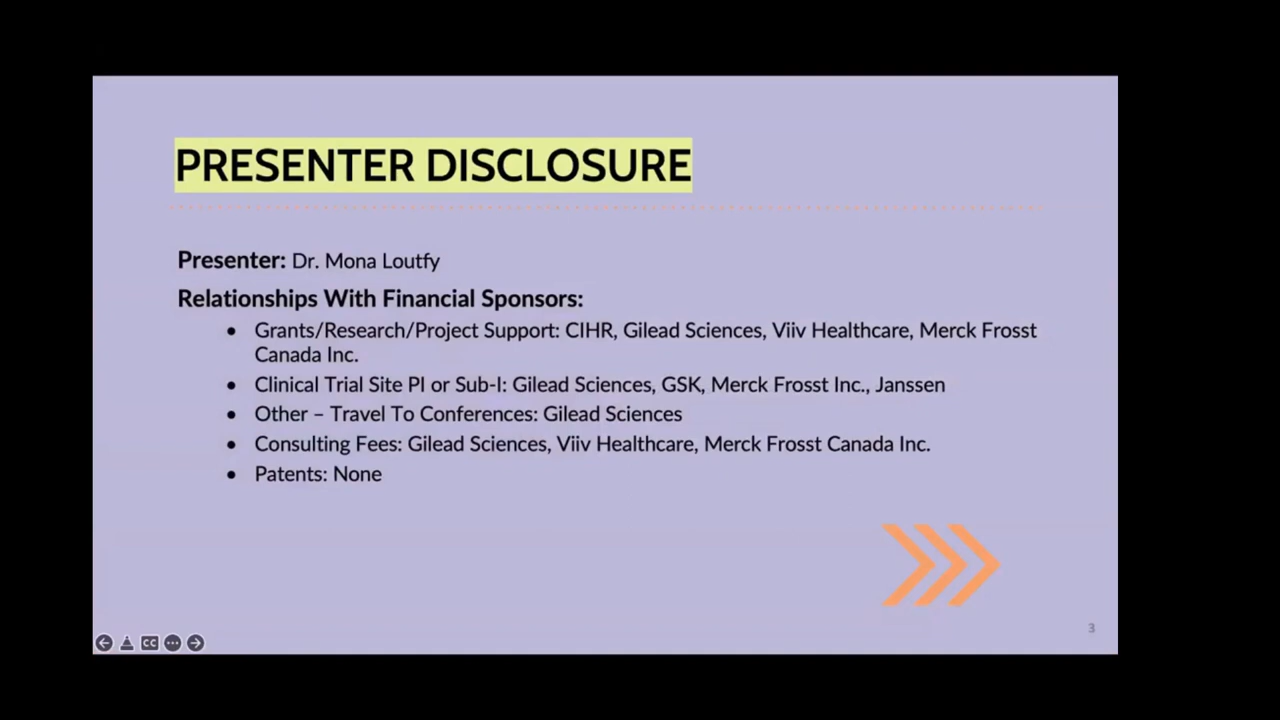 PRESENTER DISCLOSURE
Presenter: Dr. Mona Loutfy
Relationships With Financial Sponsors:
• Grants/Research/Project Support: CIHR, Gilead Sciences, Viiv Healthcare, Merck Frosst
Canada Inc.
• Clinical Trial Site PI or Sub-I: Gilead Sciences, GSK, Merck Frosst Inc., Janssen
• Other – Travel To Conferences: Gilead Sciences
• Consulting Fees: Gilead Sciences, Viiv Healthcare, Merck Frosst Canada Inc.
• Patents: None
3
CC